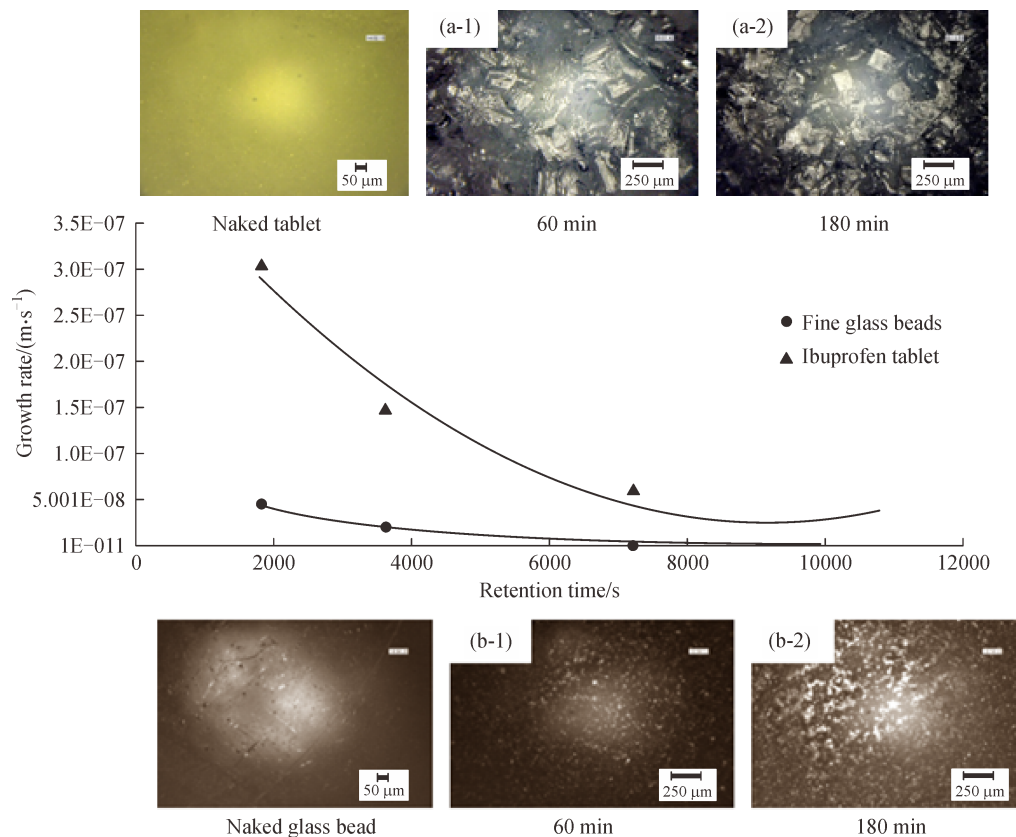 (a-1)
(a-2)
50 μm
250 μm
250 μm
Naked tablet
60 min
180 min
3.5E−07
3.0E−07
2.5E−07
2.0E−07
1.5E−07
1.0E−07
5.001E−08
1E−011
Growth rate/(m·s⁻¹)
Fine glass beads
Ibuprofen tablet
0
2000
4000
6000
8000
10000
12000
Retention time/s
(b-1)
(b-2)
50 μm
250 μm
250 μm
Naked glass bead
60 min
180 min